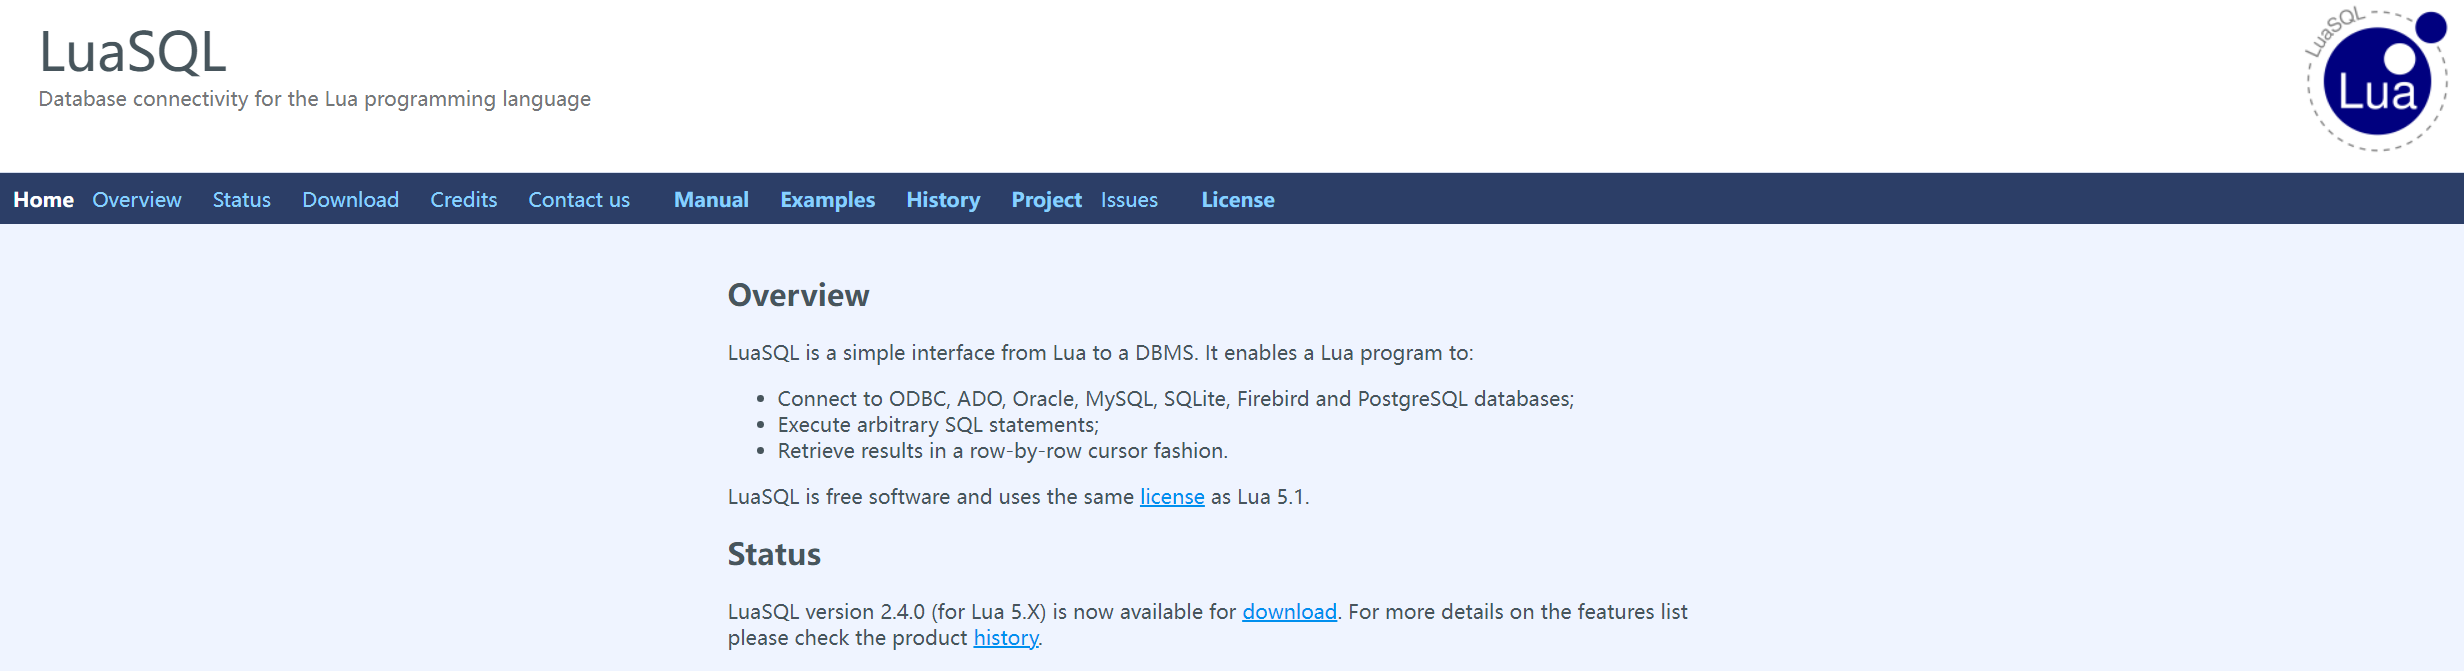 LuaSQL
Database connectivity for the Lua programming language
LuaSQL
Lua
Home Overview Status Download Credits Contact us Manual Examples History Project Issues License
Overview
LuaSQL is a simple interface from Lua to a DBMS. It enables a Lua program to:
• Connect to ODBC, ADO, Oracle, MySQL, SQLite, Firebird and PostgreSQL databases;
• Execute arbitrary SQL statements;
• Retrieve results in a row-by-row cursor fashion.
LuaSQL is free software and uses the same license as Lua 5.1.
Status
LuaSQL version 2.4.0 (for Lua 5.X) is now available for download. For more details on the features list
please check the product history.